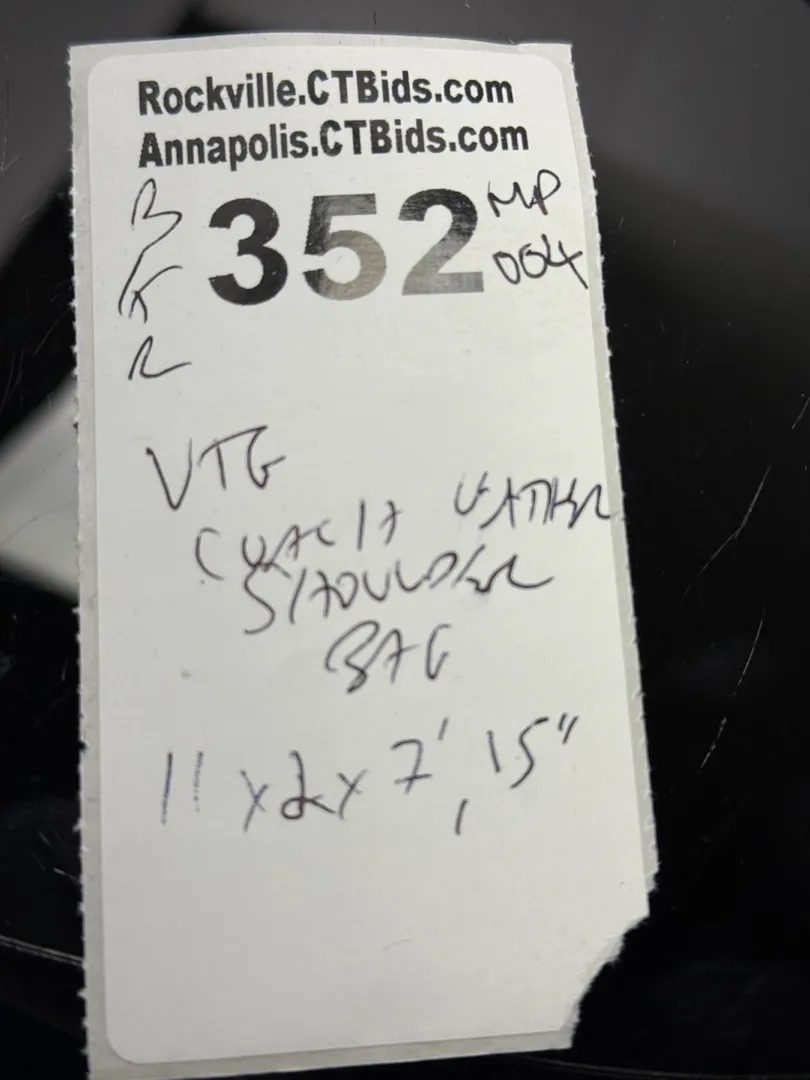 Rockville.CTBids.com
Annapolis.CTBids.com
352
MP
004
VTG
COACH LEATHER
SHOULDER
BAG
11 x 2 x 7', 15"